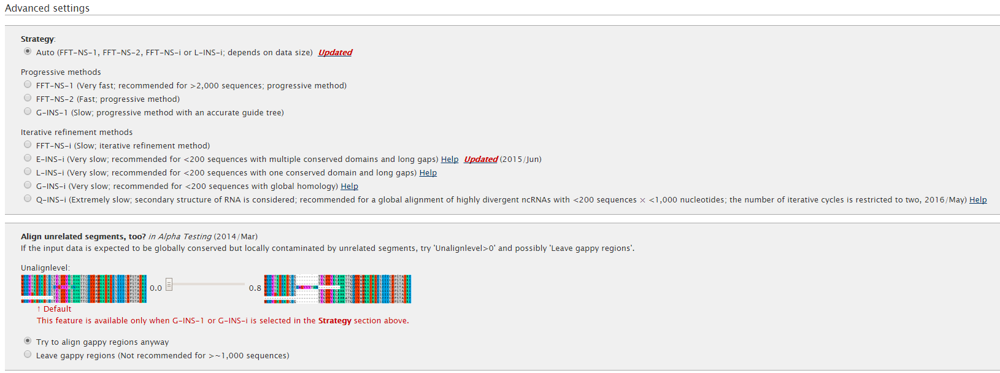 Advanced settings
Strategy:
Auto (FFT-NS-1, FFT-NS-2, FFT-NS-i or L-INS-i; depends on data size) Updated
Progressive methods
FFT-NS-1 (Very fast; recommended for >2,000 sequences; progressive method)
FFT-NS-2 (Fast; progressive method)
G-INS-1 (Slow; progressive method with an accurate guide tree)
Iterative refinement methods
FFT-NS-i (Slow; iterative refinement method)
E-INS-i (Very slow; recommended for <200 sequences with multiple conserved domains and long gaps) Help Updated (2015/Jun)
L-INS-i (Very slow; recommended for <200 sequences with one conserved domain and long gaps) Help
G-INS-i (Very slow; recommended for <200 sequences with global homology) Help
Q-INS-i (Extremely slow; secondary structure of RNA is considered; recommended for a global alignment of highly divergent ncRNAs with <200 sequences × <1,000 nucleotides; the number of iterative cycles is restricted to two, 2016/May) Help
Align unrelated segments, too? in Alpha Testing (2014/Mar)
If the input data is expected to be globally conserved but locally contaminated by unrelated segments, try 'Unalignlevel>0' and possibly 'Leave gappy regions'.
Unalignlevel:
0.0 0.8
↑ Default
This feature is available only when G-INS-1 or G-INS-i is selected in the Strategy section above.
Try to align gappy regions anyway
Leave gappy regions (Not recommended for >~1,000 sequences)